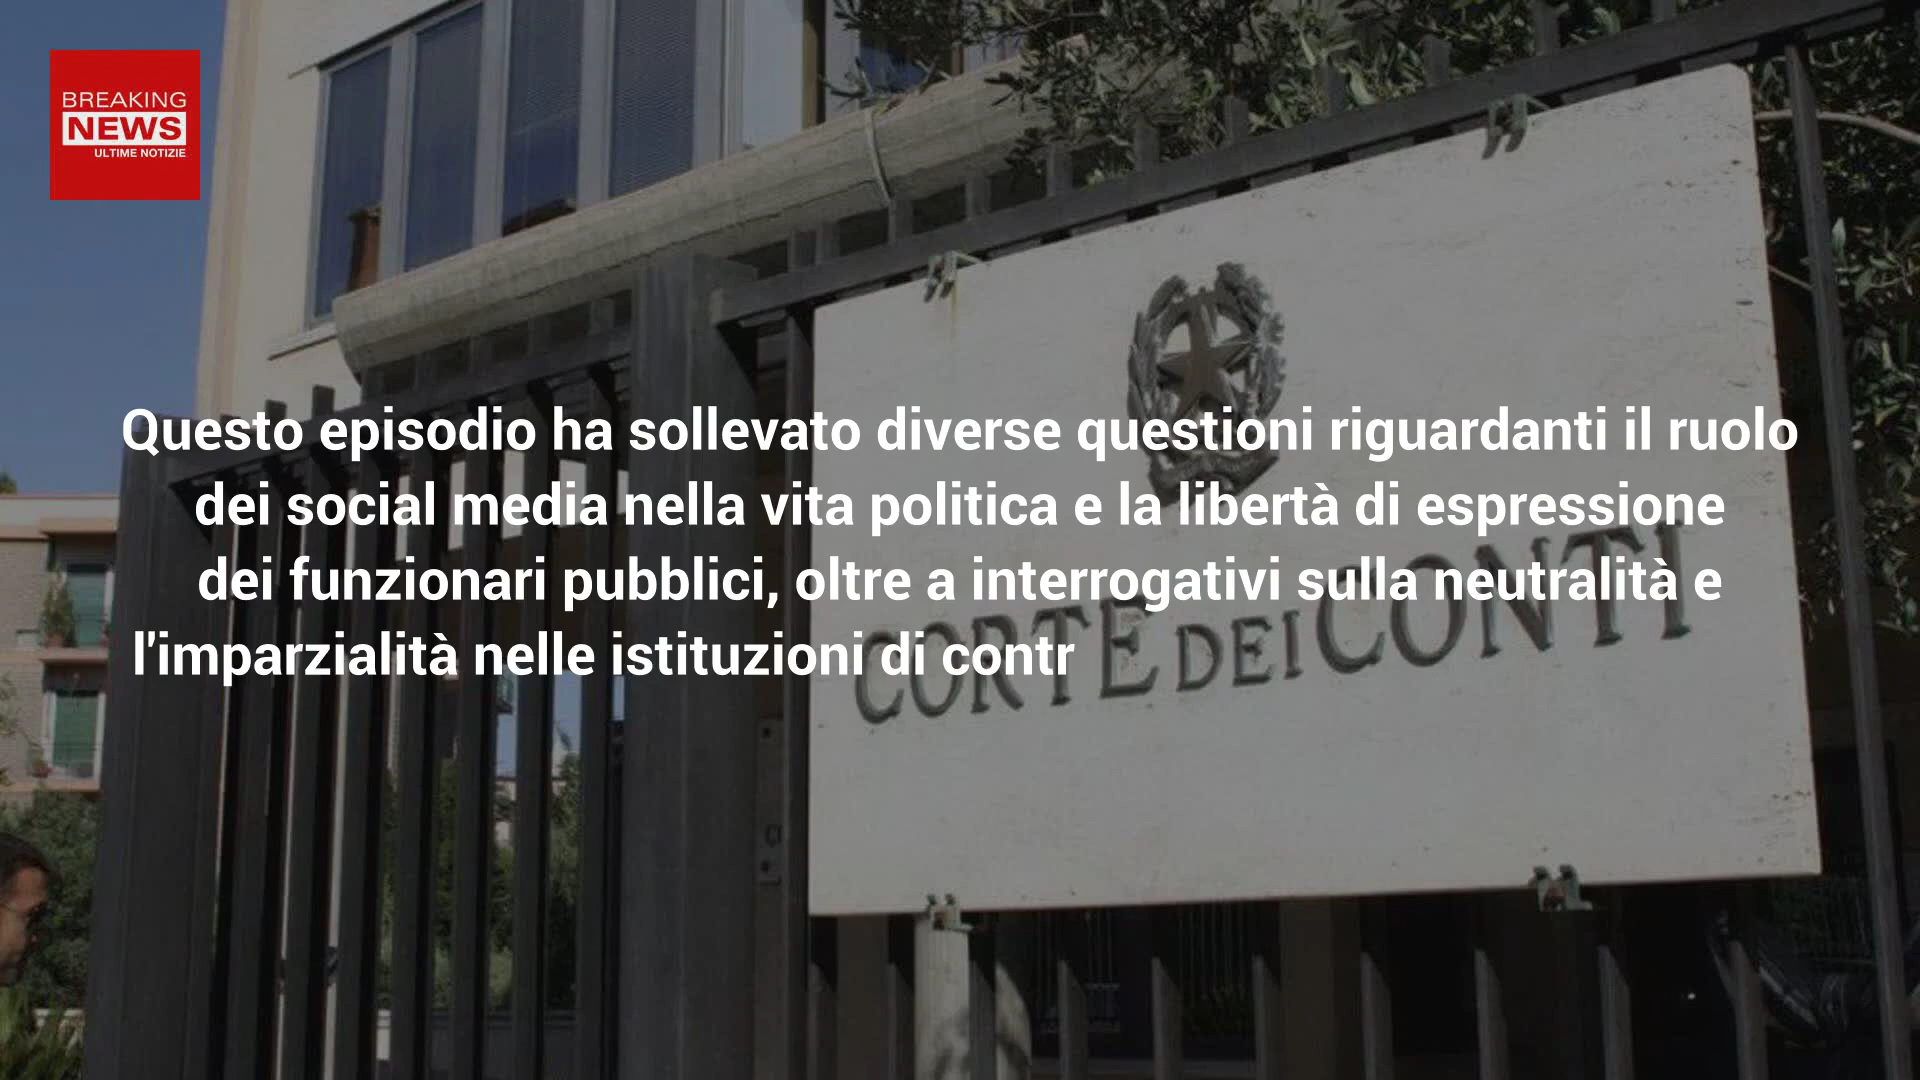 BREAKING
NEWS
ULTIME NOTIZIE
Questo episodio ha sollevato diverse questioni riguardanti il ruolo
dei social media nella vita politica e la libertà di espressione
dei funzionari pubblici, oltre a interrogativi sulla neutralità e
l'imparzialità nelle istituzioni di contr
CORTE DEI CONTI